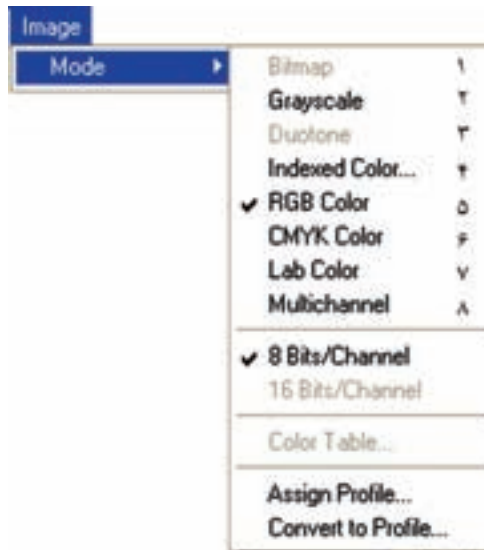 Image
Mode
Bitmap ۱
Grayscale ۲
Duotone ۳
Indexed Color... ۴
RGB Color ۵
CMYK Color ۶
Lab Color ۷
Multichannel ۸
8 Bits/Channel
16 Bits/Channel
Color Table...
Assign Profile...
Convert to Profile...